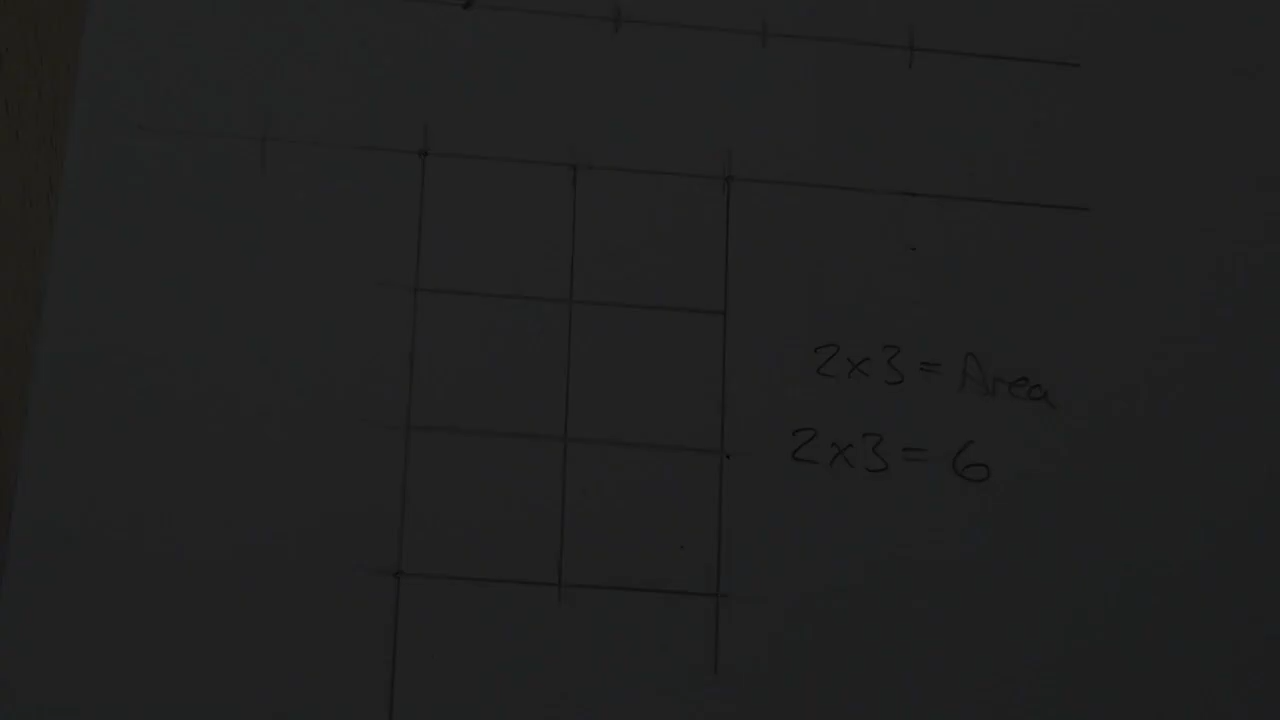 2x3 = Area
2x3 = 6